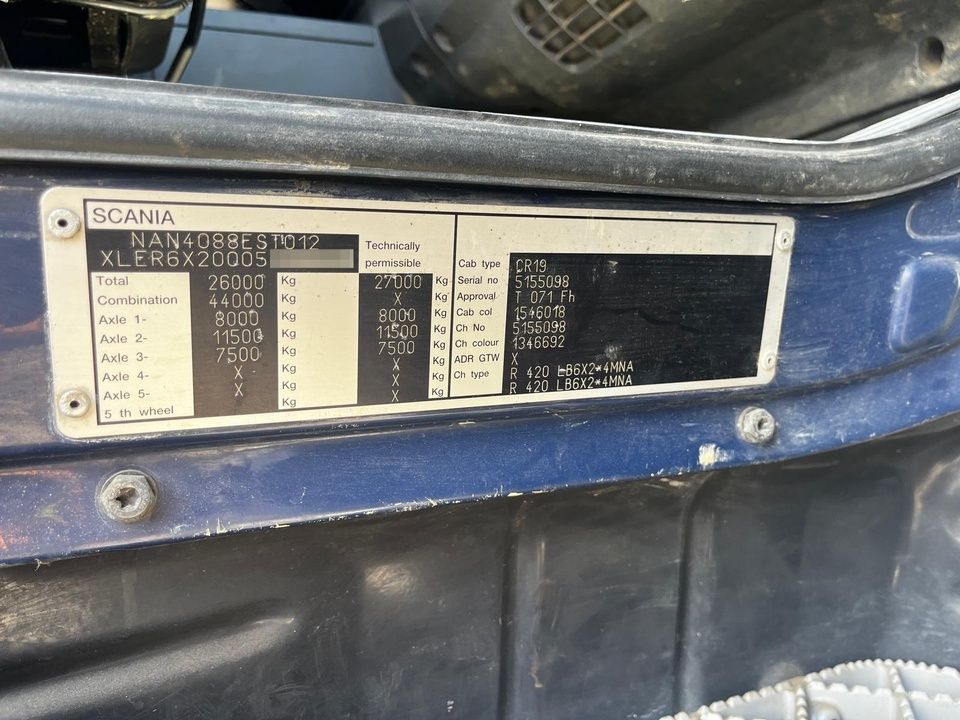 SCANIA
NAN4088EST012
XLER6X20005
Technically
permissible
Total 26000 Kg 27000 Kg
Combination 44000 Kg X Kg
Axle 1- 8000 Kg 8000 Kg
Axle 2- 11500 Kg 11500 Kg
Axle 3- 7500 Kg 7500 Kg
Axle 4- X Kg X Kg
Axle 5- X Kg X Kg
5 th wheel Kg X Kg
Cab type CR19
Serial no 5155098
Approval T 071 Fh
Cab col 1546018
Ch No 5155098
Ch colour 1346692
ADR GTW X
Ch type R 420 LB6X2*4MNA
R 420 LB6X2*4MNA